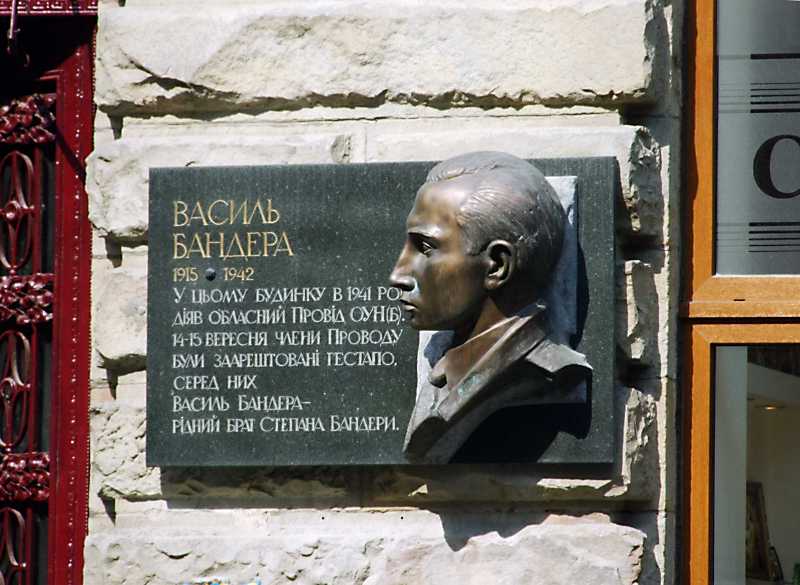 ВАСИЛЬ
БАНДЕРА
1915 1942
У ЦЬОМУ БУДИНКУ В 1941 РОЦІ
ДІЯВ ОБЛАСНИЙ ПРОВІД ОУН(Б).
14-15 ВЕРЕСНЯ ЧЛЕНИ ПРОВОДУ
БУЛИ ЗААРЕШТОВАНІ ГЕСТАПО,
СЕРЕД НИХ
ВАСИЛЬ БАНДЕРА–
РІДНИЙ БРАТ СТЕПАНА БАНДЕРИ.